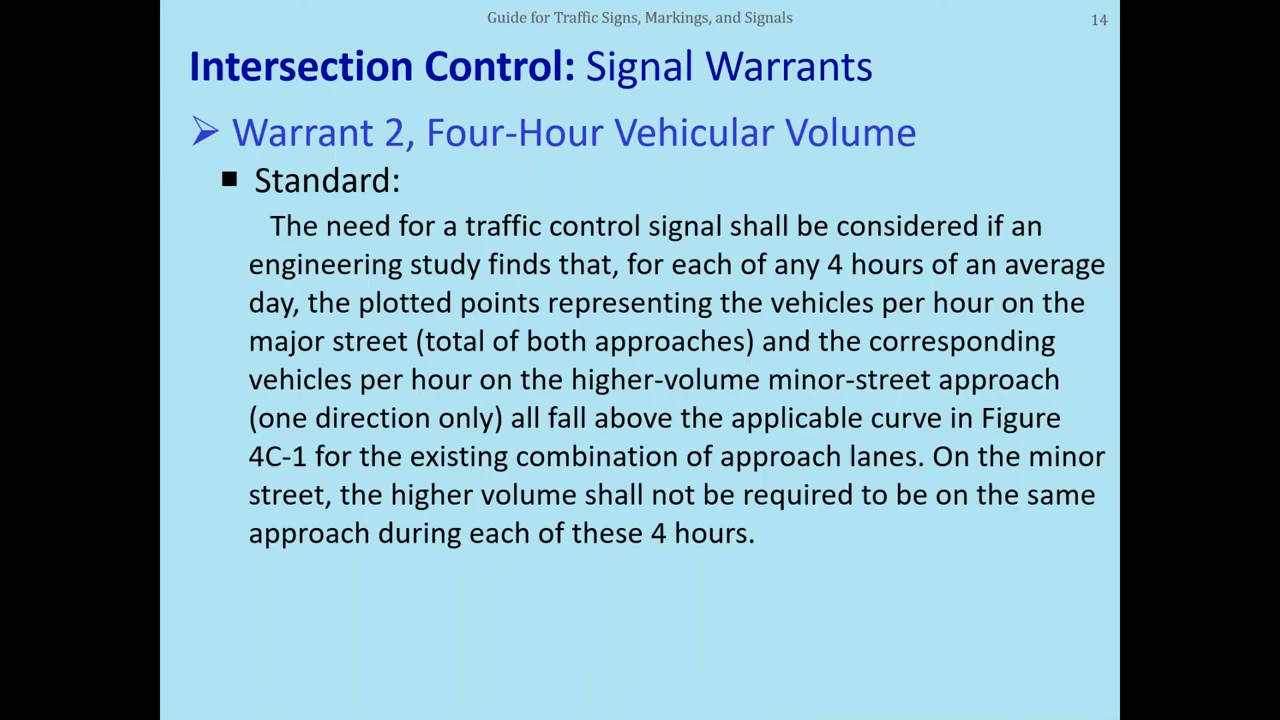 Guide for Traffic Signs, Markings, and Signals
14
Intersection Control: Signal Warrants
Warrant 2, Four-Hour Vehicular Volume
Standard:
The need for a traffic control signal shall be considered if an
engineering study finds that, for each of any 4 hours of an average
day, the plotted points representing the vehicles per hour on the
major street (total of both approaches) and the corresponding
vehicles per hour on the higher-volume minor-street approach
(one direction only) all fall above the applicable curve in Figure
4C-1 for the existing combination of approach lanes. On the minor
street, the higher volume shall not be required to be on the same
approach during each of these 4 hours.